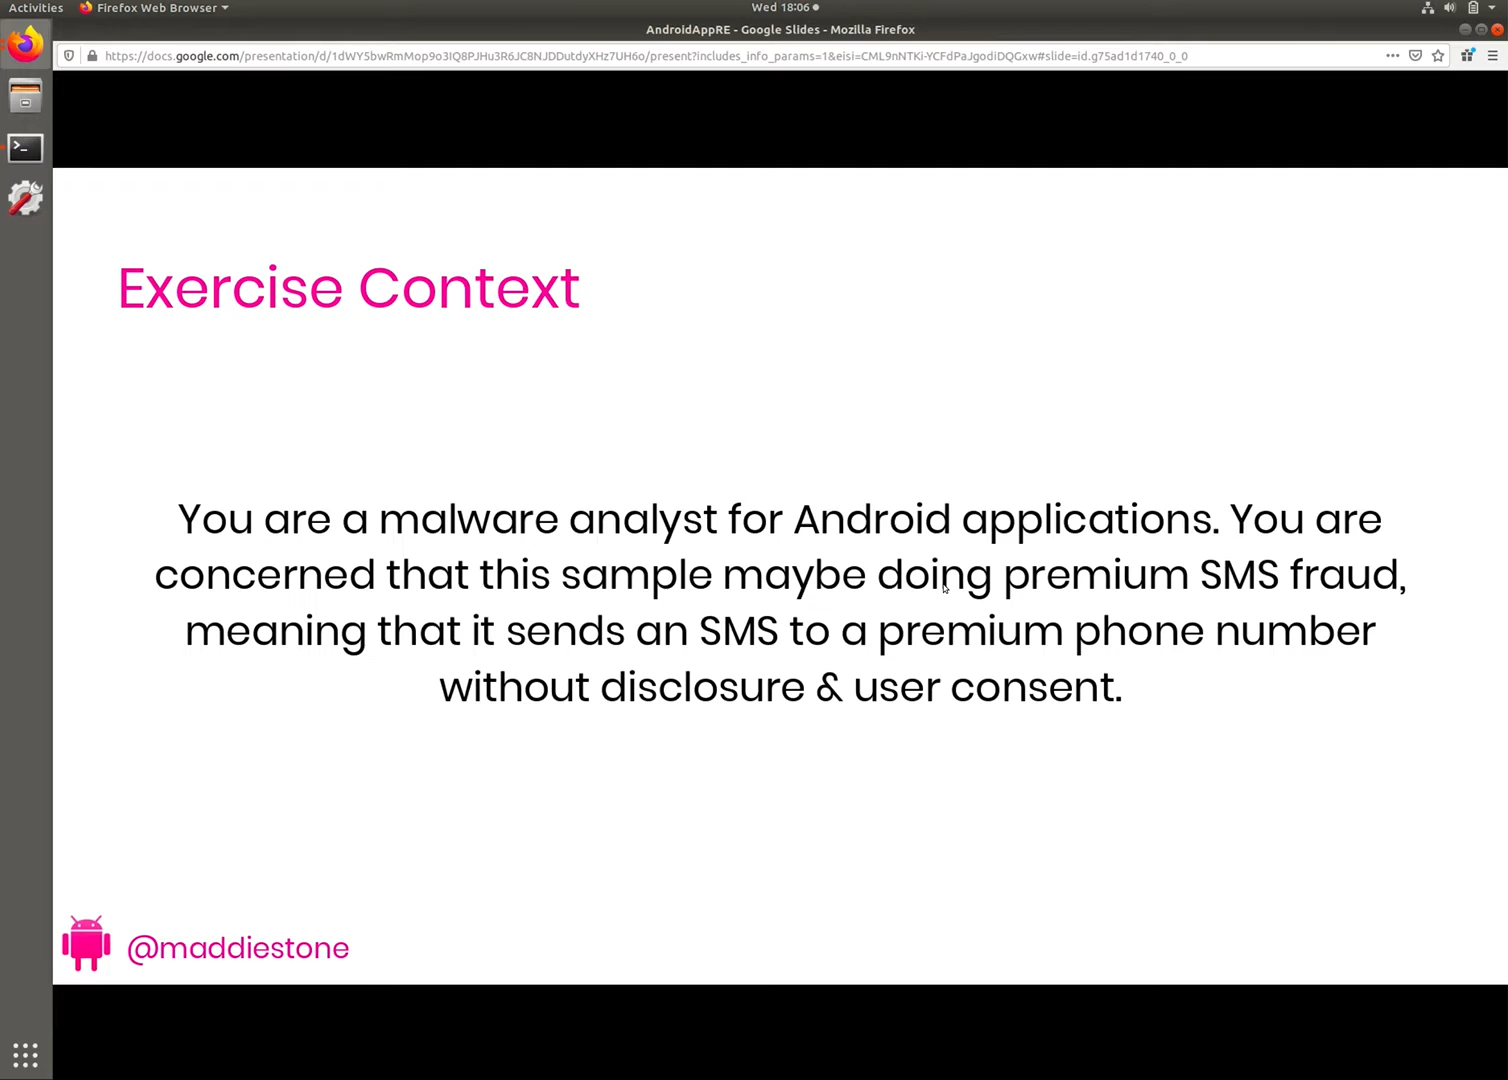 Activities
Firefox Web Browser
Wed 18:06
AndroidAppRE - Google Slides - Mozilla Firefox
https://docs.google.com/presentation/d/1dWY5bwRmMop9o3IQ8PJHu3R6JC8NJDDutdyXHz7UH6o/present?includes_info_params=1&eisi=CML9nNTKi-YCFdPaJgodiDQGxw#slide=id.g75ad1d1740_0_0
Exercise Context
You are a malware analyst for Android applications. You are
concerned that this sample maybe doing premium SMS fraud,
meaning that it sends an SMS to a premium phone number
without disclosure & user consent.
@maddiestone